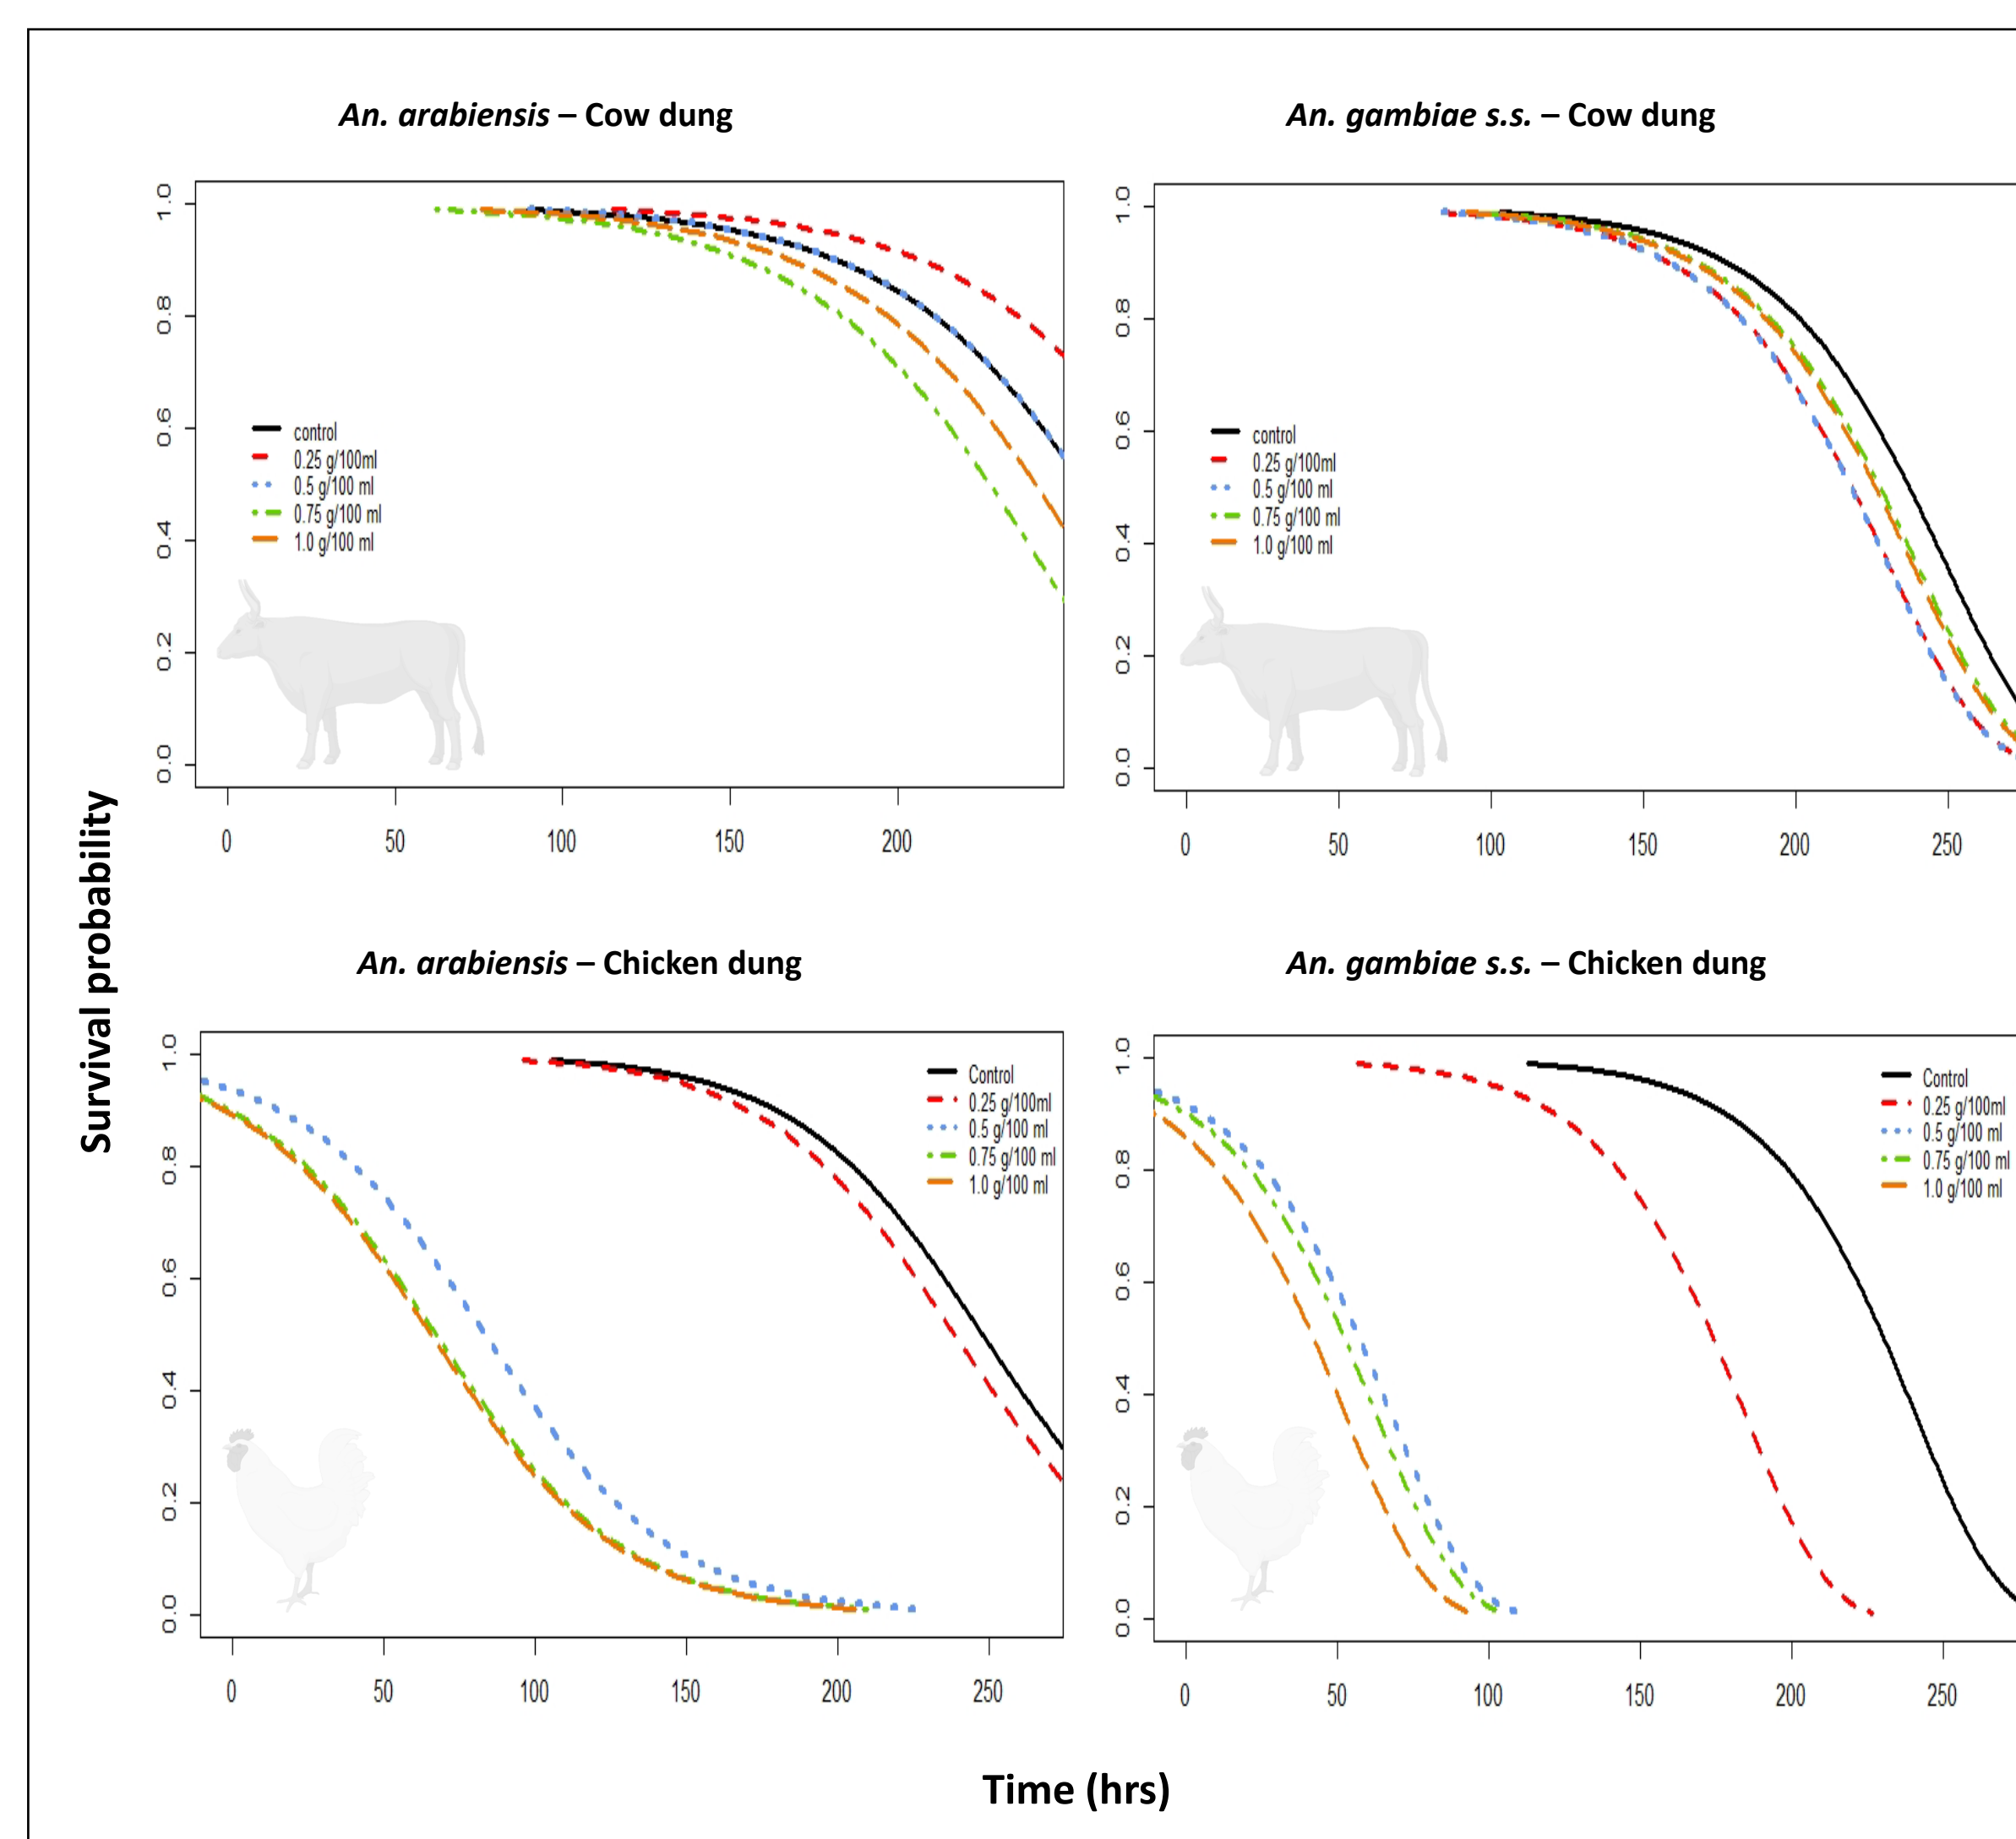 An. arabiensis – Cow dung
1.0
0.8
0.6
0.4
0.2
0.0
control
0.25 g/100ml
0.5 g/100 ml
0.75 g/100 ml
1.0 g/100 ml
0 50 100 150 200
An. gambiae s.s. – Cow dung
1.0
0.8
0.6
0.4
0.2
0.0
control
0.25 g/100ml
0.5 g/100 ml
0.75 g/100 ml
1.0 g/100 ml
0 50 100 150 200 250
Survival probability
An. arabiensis – Chicken dung
1.0
0.8
0.6
0.4
0.2
0.0
Control
0.25 g/100ml
0.5 g/100 ml
0.75 g/100 ml
1.0 g/100 ml
0 50 100 150 200 250
An. gambiae s.s. – Chicken dung
1.0
0.8
0.6
0.4
0.2
0.0
Control
0.25 g/100ml
0.5 g/100 ml
0.75 g/100 ml
1.0 g/100 ml
0 50 100 150 200 250
Time (hrs)